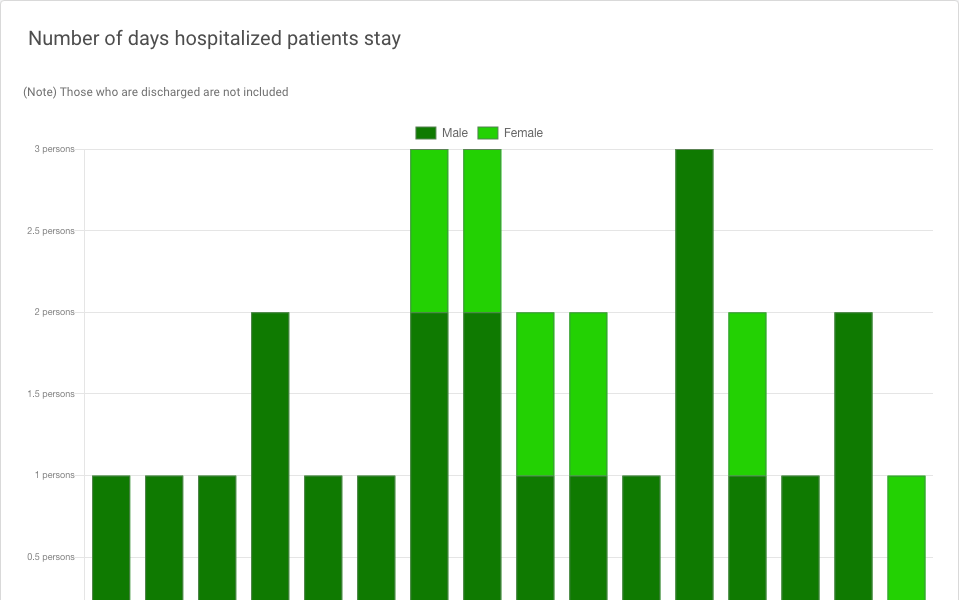 Number of days hospitalized patients stay
(Note) Those who are discharged are not included
Male Female
3 persons
2.5 persons
2 persons
1.5 persons
1 persons
0.5 persons